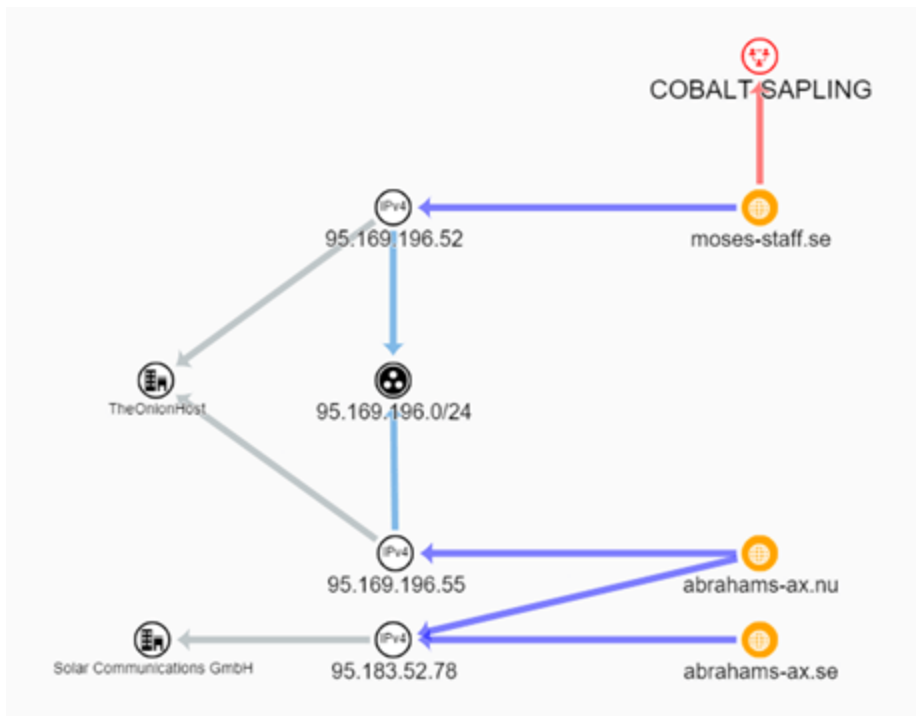 COBALT SAPLING
IPv4
95.169.196.52
moses-staff.se
TheOnionHost
95.169.196.0/24
IPv4
95.169.196.55
abrahams-ax.nu
IPv4
Solar Communications GmbH
95.183.52.78
abrahams-ax.se